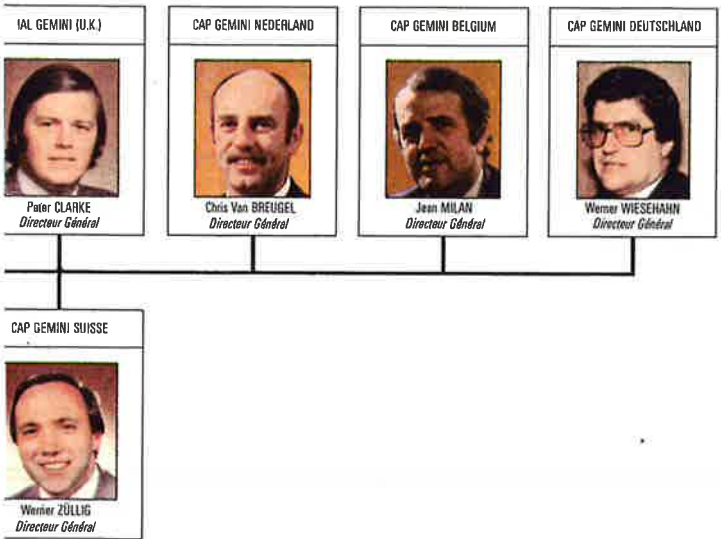 IAL GEMINI (U.K.)
Peter CLARKE
Directeur Général
CAP GEMINI NEDERLAND
Chris Van BREUGEL
Directeur Général
CAP GEMINI BELGIUM
Jean MILAN
Directeur Général
CAP GEMINI DEUTSCHLAND
Werner WIESEHAHN
Directeur Général
CAP GEMINI SUISSE
Werner ZÜLLIG
Directeur Général